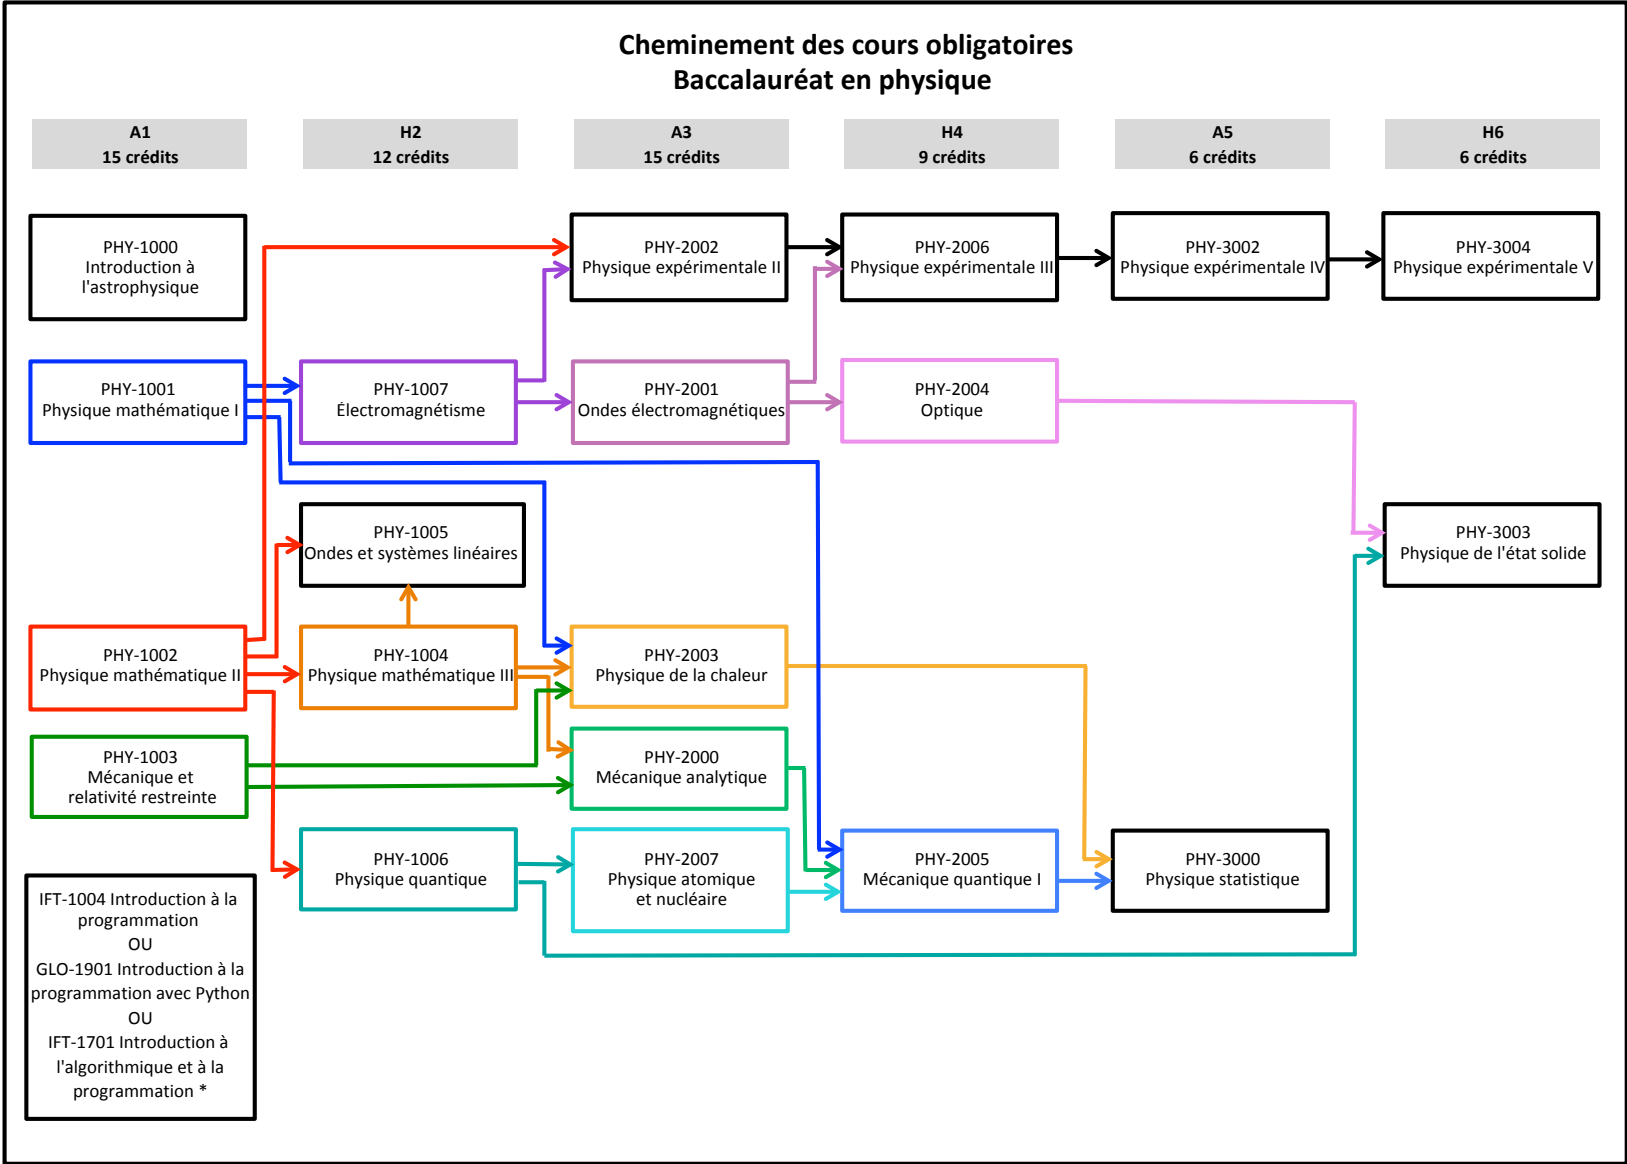 Cheminement des cours obligatoires
Baccalauréat en physique
A1
15 crédits
H2
12 crédits
A3
15 crédits
H4
9 crédits
A5
6 crédits
H6
6 crédits
PHY-1000
Introduction à
l'astrophysique
PHY-2002
Physique expérimentale II
PHY-2006
Physique expérimentale III
PHY-3002
Physique expérimentale IV
PHY-3004
Physique expérimentale V
PHY-1001
Physique mathématique I
PHY-1007
Électromagnétisme
PHY-2001
Ondes électromagnétiques
PHY-2004
Optique
PHY-1005
Ondes et systèmes linéaires
PHY-3003
Physique de l'état solide
PHY-1002
Physique mathématique II
PHY-1004
Physique mathématique III
PHY-2003
Physique de la chaleur
PHY-1003
Mécanique et
relativité restreinte
PHY-2000
Mécanique analytique
PHY-1006
Physique quantique
PHY-2007
Physique atomique
et nucléaire
PHY-2005
Mécanique quantique I
PHY-3000
Physique statistique
IFT-1004 Introduction à la
programmation
OU
GLO-1901 Introduction à la
programmation avec Python
OU
IFT-1701 Introduction à
l'algorithmique et à la
programmation *